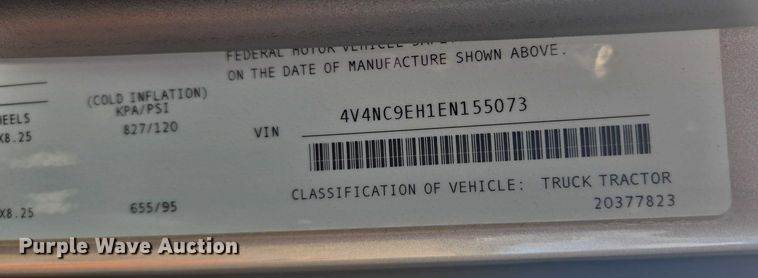 FEDERAL MOTOR VEHICLE
ON THE DATE OF MANUFACTURE SHOWN ABOVE.
(COLD INFLATION)
KPA/PSI
827/120
X8.25
VIN 4V4NC9EH1EN155073
CLASSIFICATION OF VEHICLE: TRUCK TRACTOR
X8.25 655/95
20377823
Purple Wave Auction